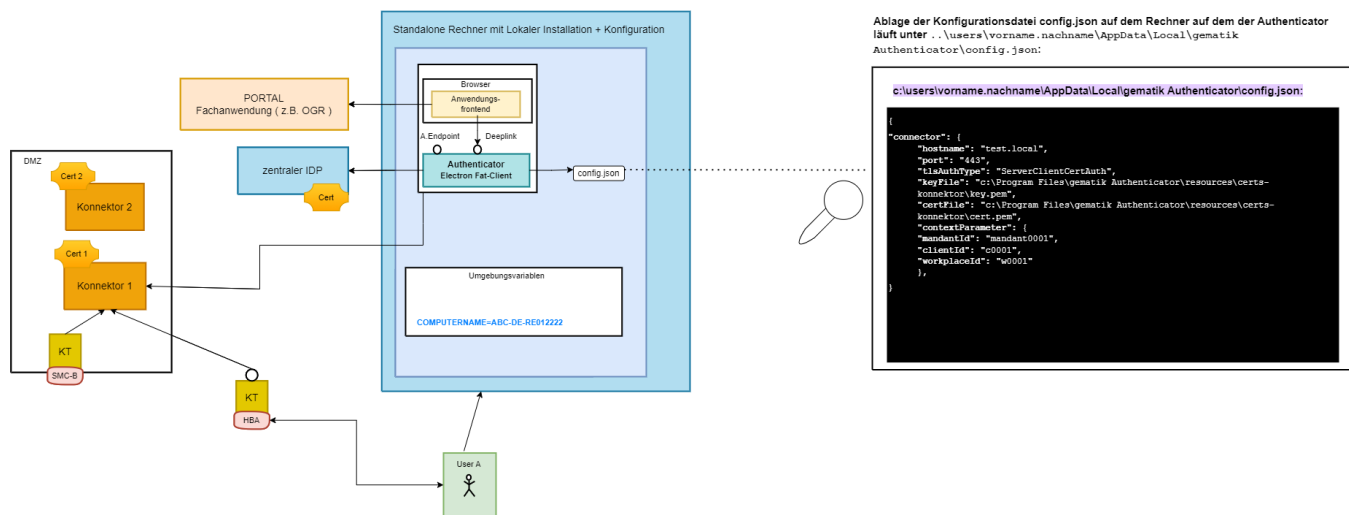 Standalone Rechner mit Lokaler Installation + Konfiguration
Browser
Anwendungs-
frontend
A.Endpoint
Deeplink
Authenticator
Electron Fat-Client
config.json
Umgebungsvariablen
COMPUTERNAME=ABC-DE-RE012222
PORTAL
Fachanwendung ( z.B. OGR )
zentraler IDP
Cert
DMZ
Cert 2
Konnektor 2
Cert 1
Konnektor 1
KT
SMC-B
KT
HBA
User A
Ablage der Konfigurationsdatei config.json auf dem Rechner auf dem der Authenticator
läuft unter ..\users\vorname.nachname\AppData\Local\gematik
Authenticator\config.json:
c:\users\vorname.nachname\AppData\Local\gematik Authenticator\config.json:
{
"connector": {
"hostname": "test.local",
"port": "443",
"tlsAuthType": "ServerClientCertAuth",
"keyFile": "c:\Program Files\gematik Authenticator\resources\certs-
konnektor\key.pem",
"certFile": "c:\Program Files\gematik Authenticator\resources\certs-
konnektor\cert.pem",
"contextParameter": {
"mandantId": "mandant0001",
"clientId": "c0001",
"workplaceId": "w0001"
},
}